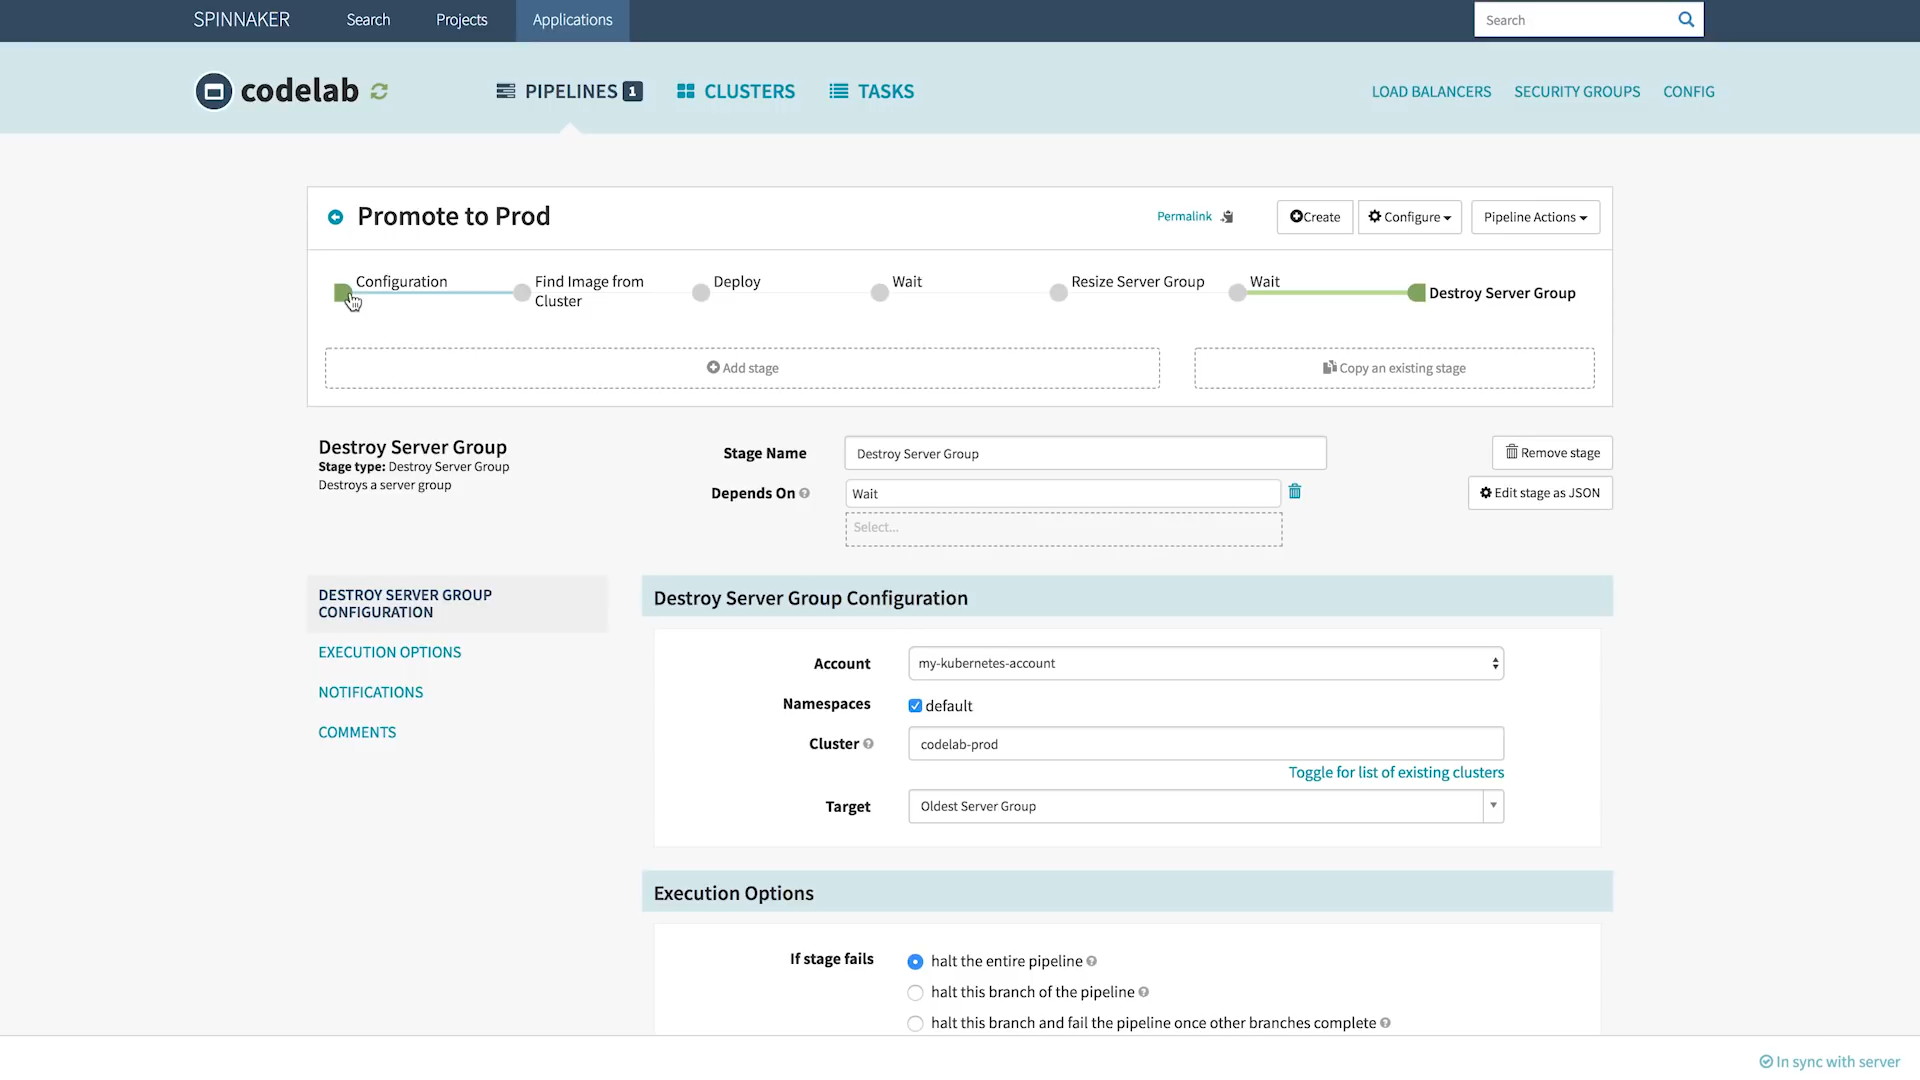 SPINNAKER Search Projects Applications Search
codelab PIPELINES 1 CLUSTERS TASKS LOAD BALANCERS SECURITY GROUPS CONFIG
Promote to Prod Permalink Create Configure Pipeline Actions
Configuration Find Image from Deploy Wait Resize Server Group Wait Destroy Server Group
Cluster
Add stage Copy an existing stage
Destroy Server Group
Stage type: Destroy Server Group
Destroys a server group
Stage Name Destroy Server Group Remove stage
Depends On Wait Edit stage as JSON
Select...
DESTROY SERVER GROUP
CONFIGURATION
EXECUTION OPTIONS
NOTIFICATIONS
COMMENTS
Destroy Server Group Configuration
Account my-kubernetes-account
Namespaces default
Cluster codelab-prod
Toggle for list of existing clusters
Target Oldest Server Group
Execution Options
If stage fails halt the entire pipeline
halt this branch of the pipeline
halt this branch and fail the pipeline once other branches complete
In sync with server